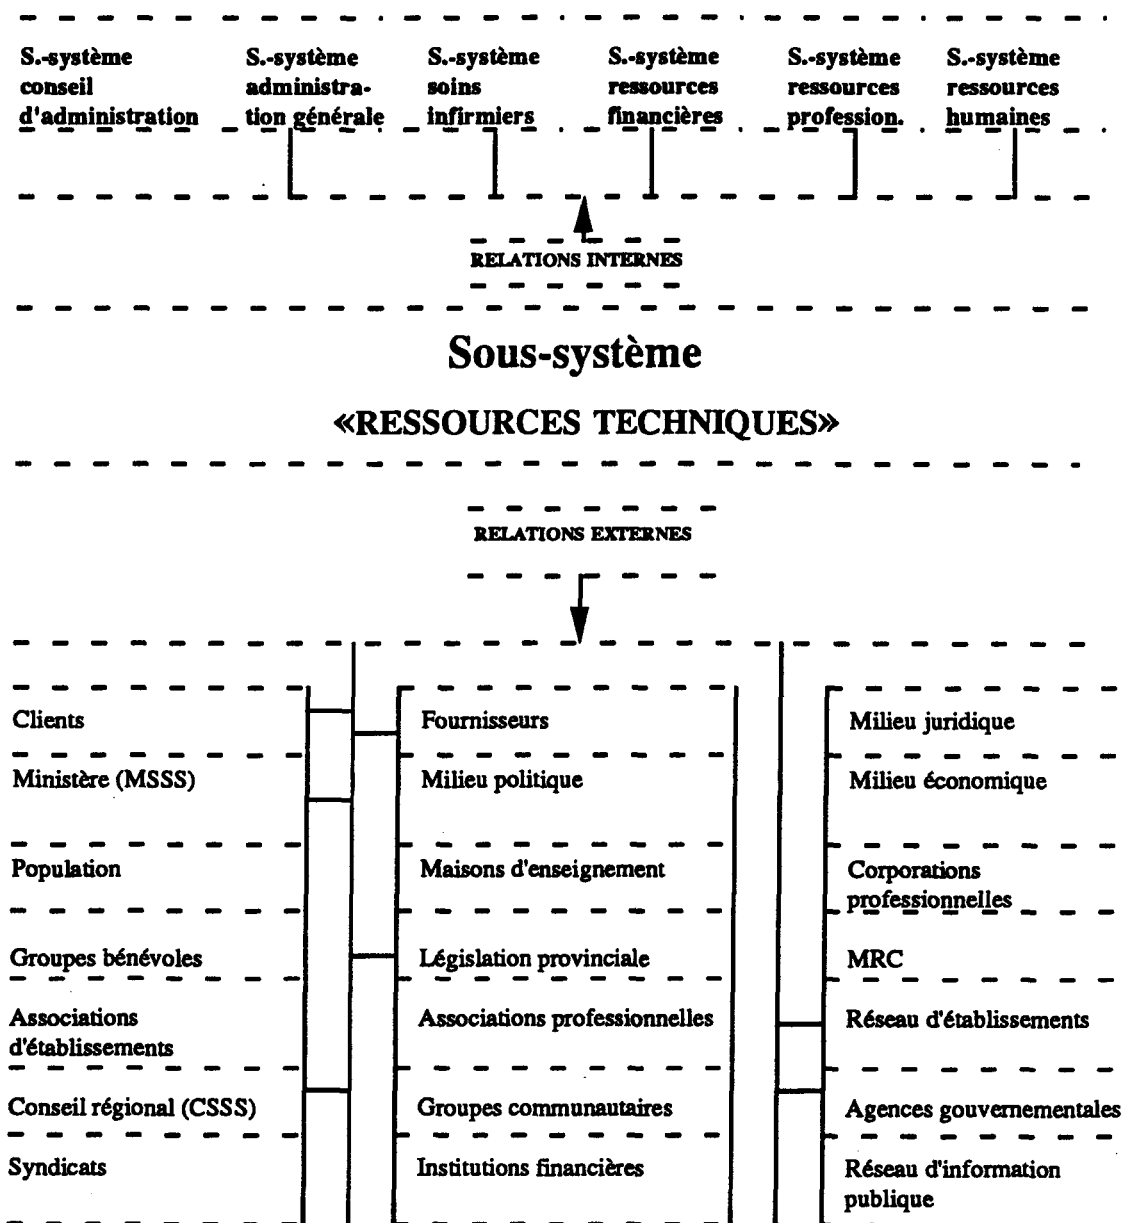 S.-système
conseil
d'administration
S.-système
administra-
tion générale
S.-système
soins
infirmiers
S.-système
ressources
financières
S.-système
ressources
profession.
S.-système
ressources
humaines
RELATIONS INTERNES
Sous-système
«RESSOURCES TECHNIQUES»
RELATIONS EXTERNES
Clients
Ministère (MSSS)
Population
Groupes bénévoles
Associations
d'établissements
Conseil régional (CSSS)
Syndicats
Fournisseurs
Milieu politique
Maisons d'enseignement
Législation provinciale
Associations professionnelles
Groupes communautaires
Institutions financières
Milieu juridique
Milieu économique
Corporations
professionnelles
MRC
Réseau d'établissements
Agences gouvernementales
Réseau d'information
publique